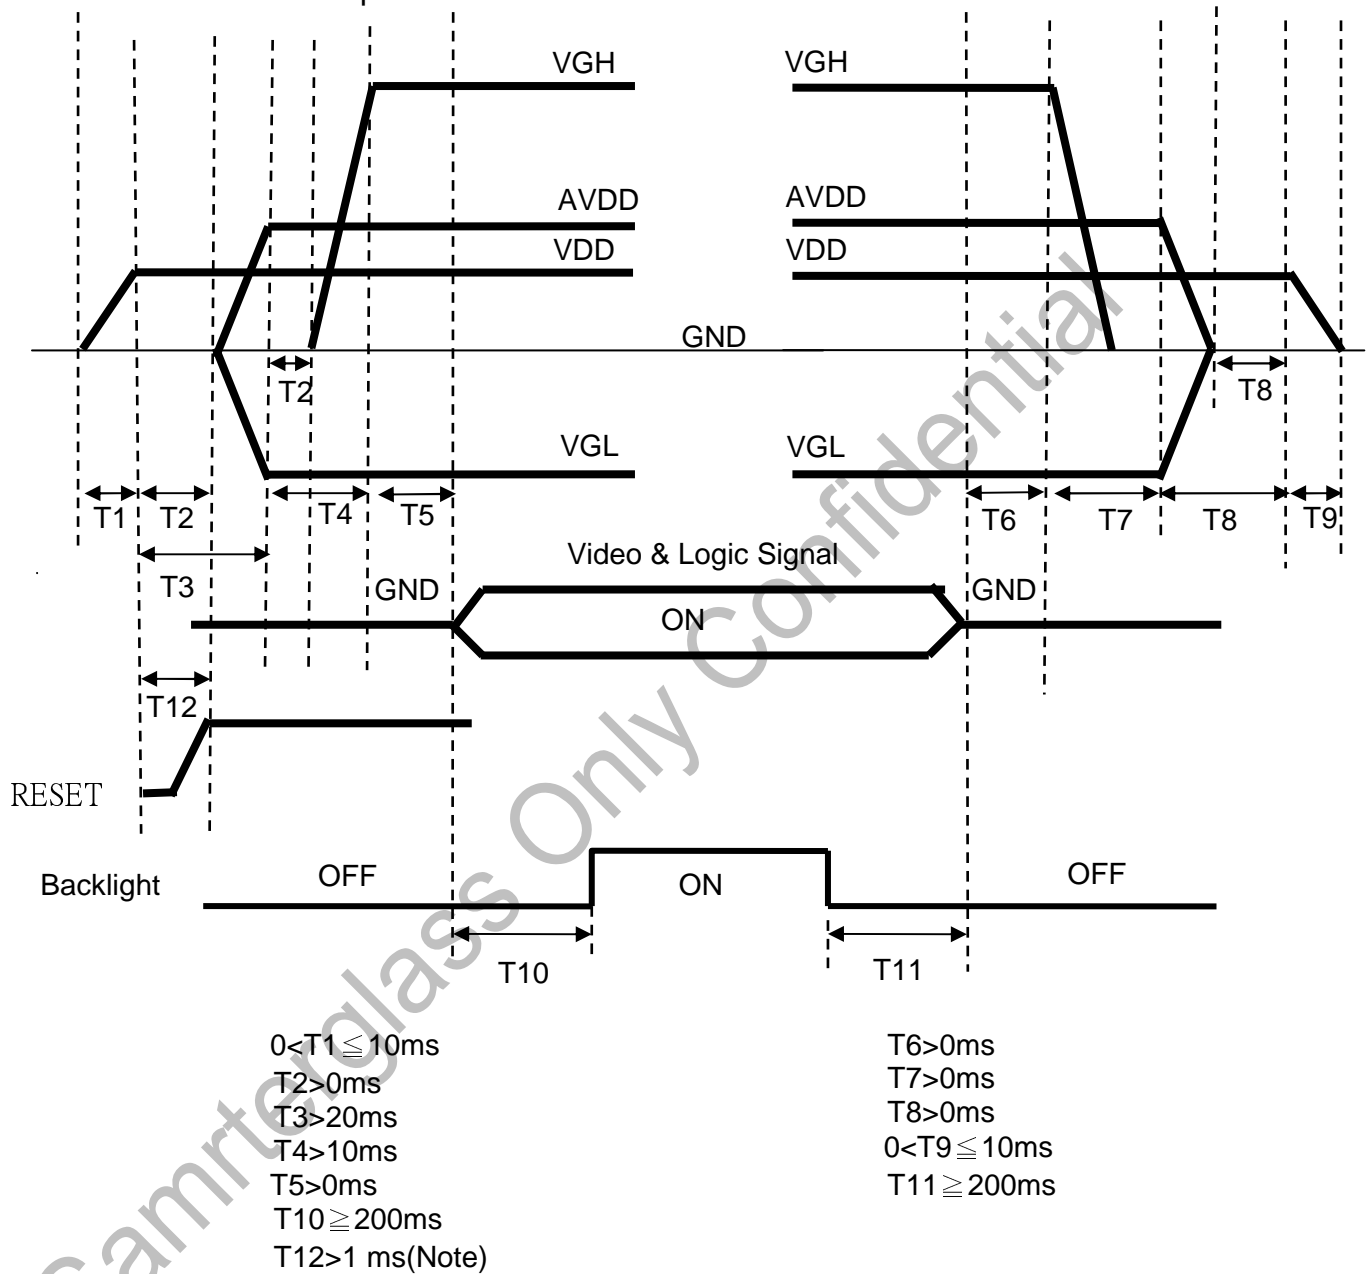 VGH
VGH
AVDD
AVDD
VDD
VDD
GND
T2
T8
VGL
VGL
T1
T2
T4
T5
T6
T7
T8
T9
T3
Video & Logic Signal
GND
ON
GND
T12
RESET
Backlight
OFF
ON
OFF
T10
T11
0<T1≦10ms
T2>0ms
T3>20ms
T4>10ms
T5>0ms
T10≧200ms
T12>1 ms(Note)
T6>0ms
T7>0ms
T8>0ms
0<T9≦10ms
T11≧200ms
Samrterglass Only Confidential